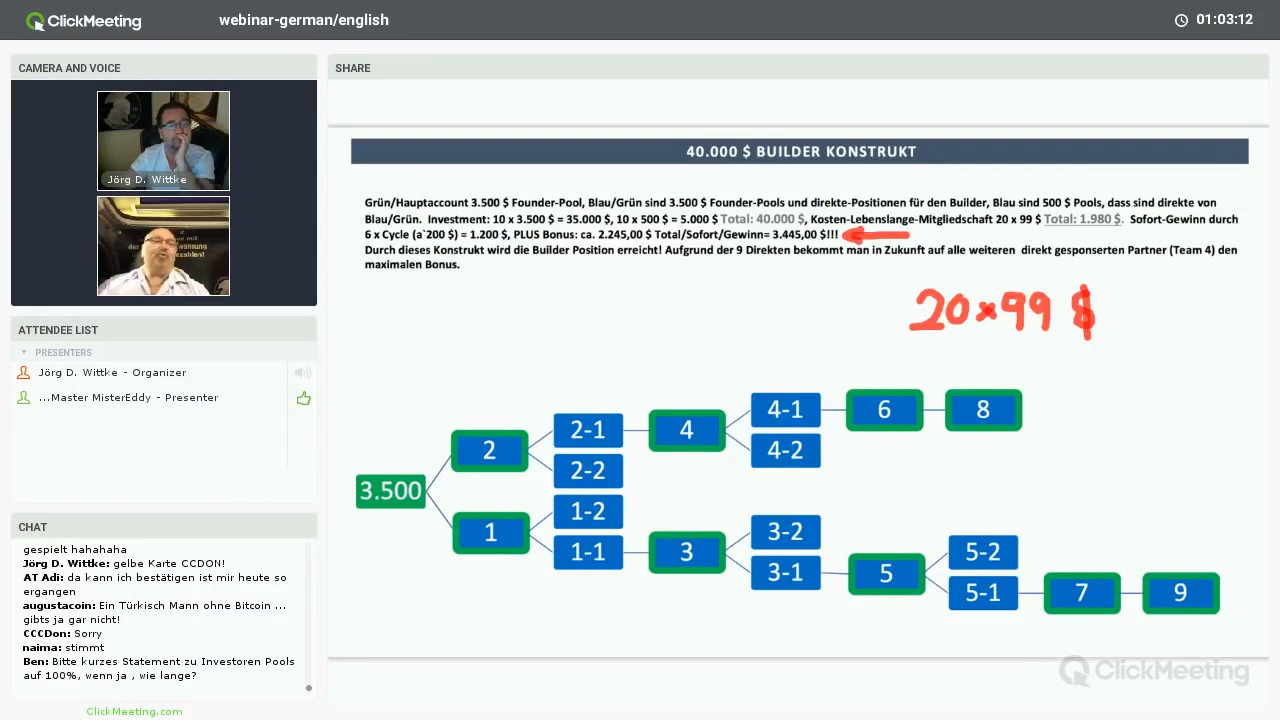 ClickMeeting
webinar-german/english
01:03:12
CAMERA AND VOICE
Jörg D. Wittke
ATTENDEE LIST
PRESENTERS
Jörg D. Wittke - Organizer
...Master MisterEddy - Presenter
CHAT
gespielt hahahaha
Jörg D. Wittke: gelbe Karte CCDON!
AT Adi: da kann ich bestätigen ist mir heute so
ergangen
augustacoin: Ein Türkisch Mann ohne Bitcoin ...
gibts ja gar nicht!
CCCDon: Sorry
naima: stimmt
Ben: Bitte kurzes Statement zu Investoren Pools
auf 100%, wenn ja , wie lange?
ClickMeeting.com
SHARE
40.000 $ BUILDER KONSTRUKT
Grün/Hauptaccount 3.500 $ Founder-Pool, Blau/Grün sind 3.500 $ Founder-Pools und direkte-Positionen für den Builder, Blau sind 500 $ Pools, dass sind direkte von
Blau/Grün. Investment: 10 x 3.500 $ = 35.000 $, 10 x 500 $ = 5.000 $ Total: 40.000 $, Kosten-Lebenslange-Mitgliedschaft 20 x 99 $ Total: 1.980 $. Sofort-Gewinn durch
6 x Cycle (a`200 $) = 1.200 $, PLUS Bonus: ca. 2.245,00 $ Total/Sofort/Gewinn= 3.445,00 $!!!
Durch dieses Konstrukt wird die Builder Position erreicht! Aufgrund der 9 Direkten bekommt man in Zukunft auf alle weiteren direkt gesponserten Partner (Team 4) den
maximalen Bonus.
20 x 99 $
4-1
6
8
2-1
4
2
4-2
2-2
3.500
1-2
1
3-2
1-1
3
5-2
3-1
5
5-1
7
9
ClickMeeting